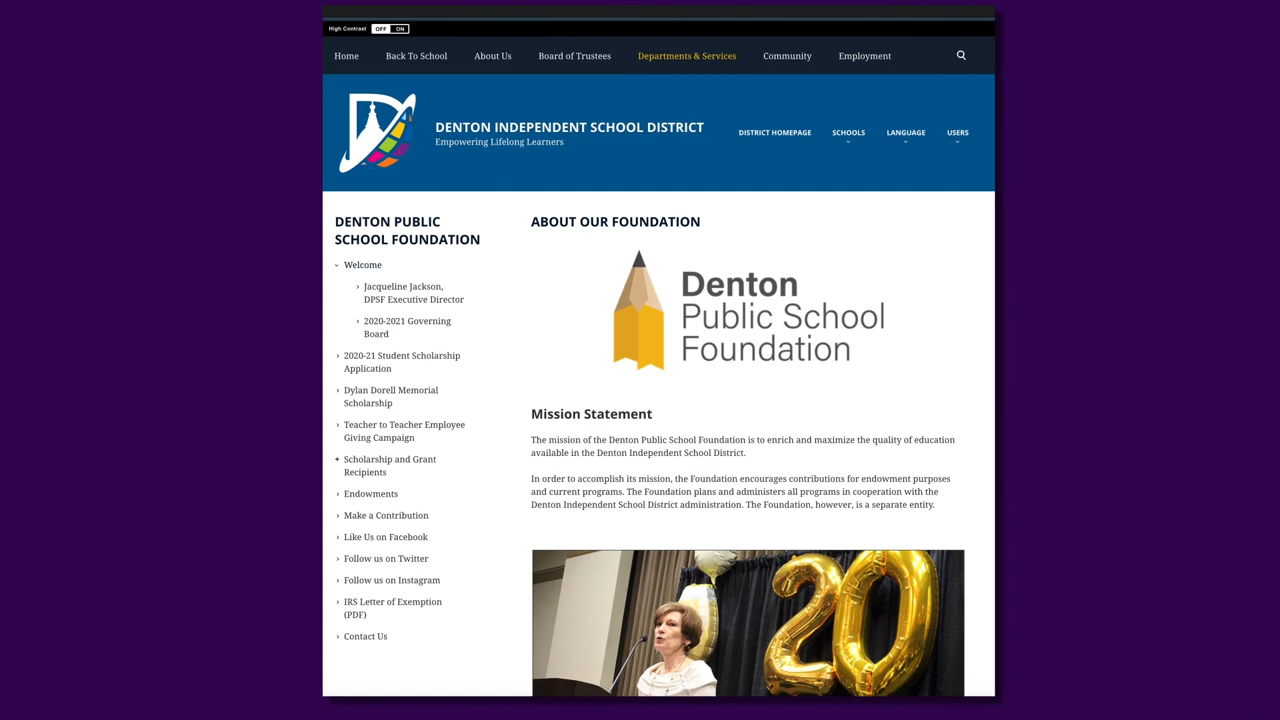 High Contrast OFF ON
Home Back To School About Us Board of Trustees Departments & Services Community Employment
DENTON INDEPENDENT SCHOOL DISTRICT
Empowering Lifelong Learners
DISTRICT HOMEPAGE SCHOOLS LANGUAGE USERS
DENTON PUBLIC
SCHOOL FOUNDATION
Welcome
Jacqueline Jackson,
DPSF Executive Director
2020-2021 Governing
Board
2020-21 Student Scholarship
Application
Dylan Dorell Memorial
Scholarship
Teacher to Teacher Employee
Giving Campaign
Scholarship and Grant
Recipients
Endowments
Make a Contribution
Like Us on Facebook
Follow us on Twitter
Follow us on Instagram
IRS Letter of Exemption
(PDF)
Contact Us
ABOUT OUR FOUNDATION
Denton
Public School
Foundation
Mission Statement
The mission of the Denton Public School Foundation is to enrich and maximize the quality of education
available in the Denton Independent School District.
In order to accomplish its mission, the Foundation encourages contributions for endowment purposes
and current programs. The Foundation plans and administers all programs in cooperation with the
Denton Independent School District administration. The Foundation, however, is a separate entity.
20